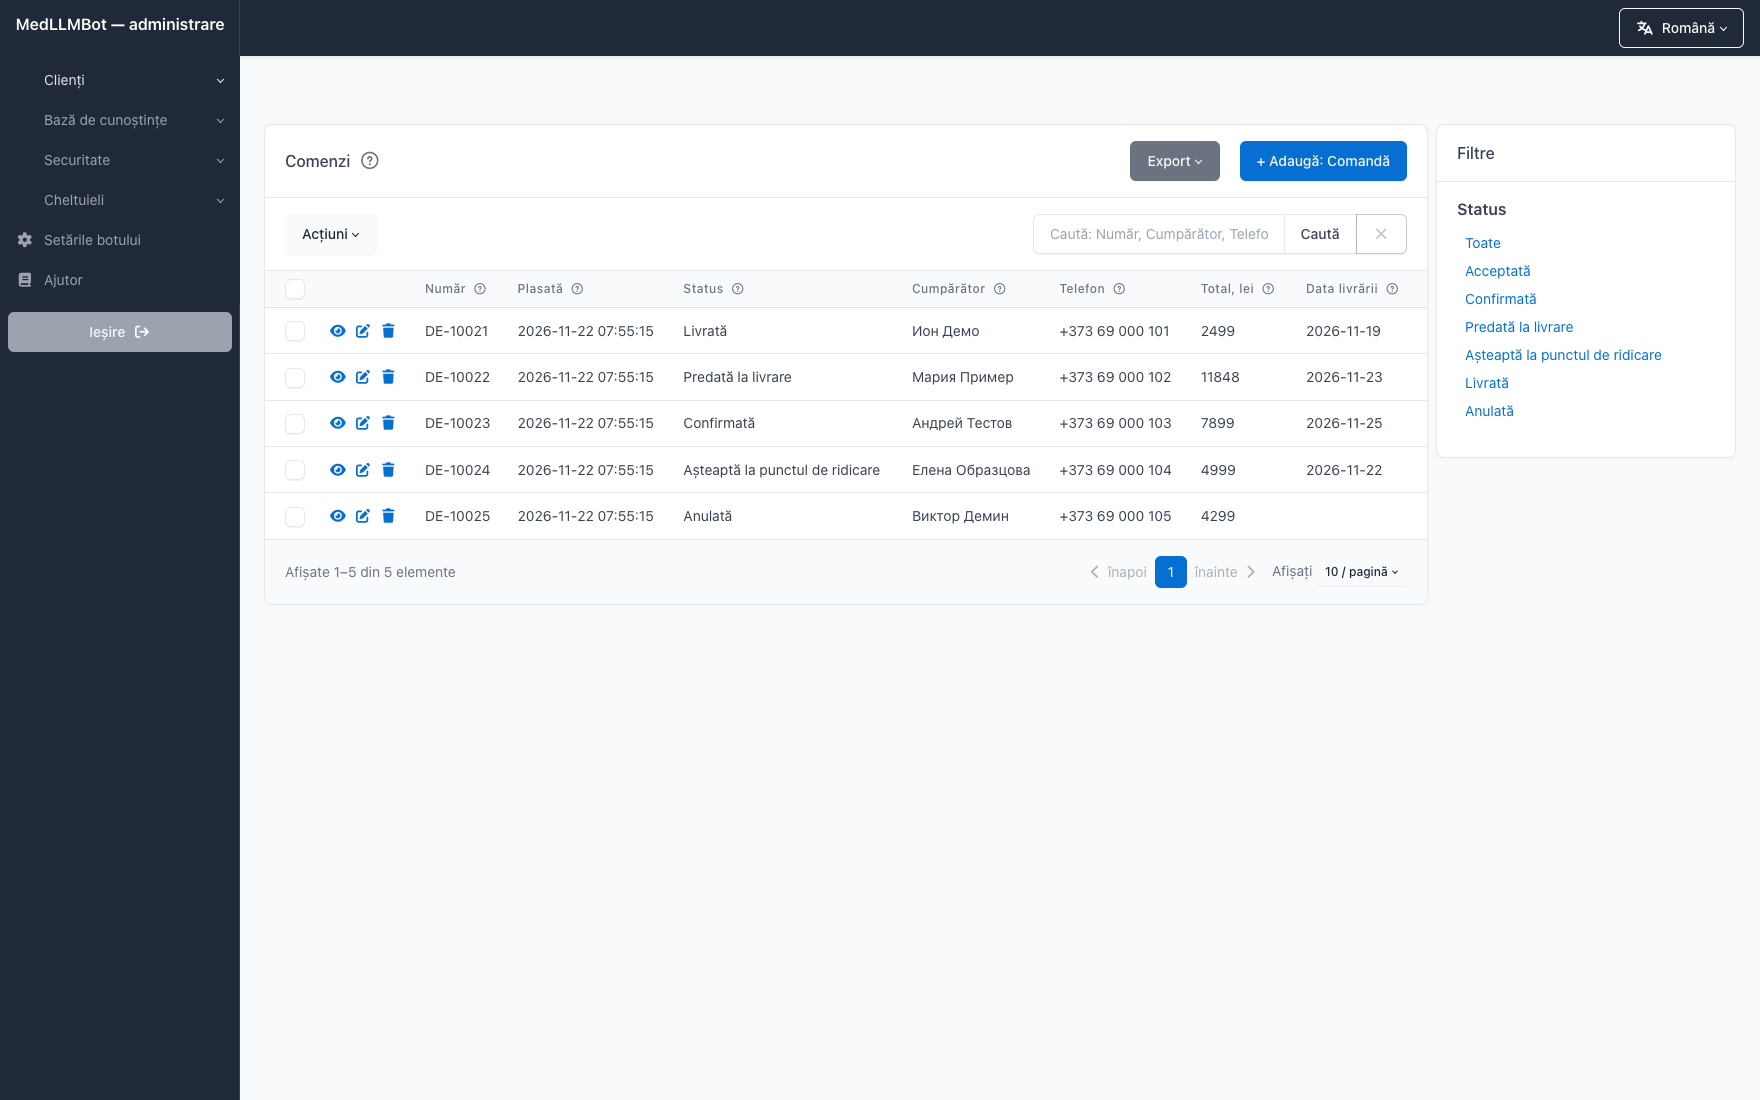 MedLLMBot — administrare
Română
Clienți
Bază de cunoștințe
Securitate
Cheltuieli
Setările botului
Ajutor
Ieșire
Comenzi
Export
+ Adaugă: Comandă
Acțiuni
Caută: Număr, Cumpărător, Telefo
Caută
Număr Plasată Status Cumpărător Telefon Total, lei Data livrării
DE-10021 2026-11-22 07:55:15 Livrată Ион Демо +373 69 000 101 2499 2026-11-19
DE-10022 2026-11-22 07:55:15 Predată la livrare Мария Пример +373 69 000 102 11848 2026-11-23
DE-10023 2026-11-22 07:55:15 Confirmată Андрей Тестов +373 69 000 103 7899 2026-11-25
DE-10024 2026-11-22 07:55:15 Așteaptă la punctul de ridicare Елена Образцова +373 69 000 104 4999 2026-11-22
DE-10025 2026-11-22 07:55:15 Anulată Виктор Демин +373 69 000 105 4299
Afișate 1–5 din 5 elemente
înapoi 1 înainte Afișați 10 / pagină
Filtre
Status
Toate
Acceptată
Confirmată
Predată la livrare
Așteaptă la punctul de ridicare
Livrată
Anulată